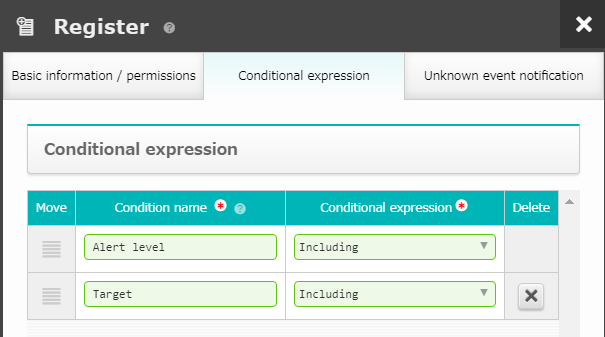 Register
Basic information / permissions
Conditional expression
Unknown event notification
Conditional expression
Move
Condition name *
Conditional expression *
Delete
Alert level
Including
Target
Including